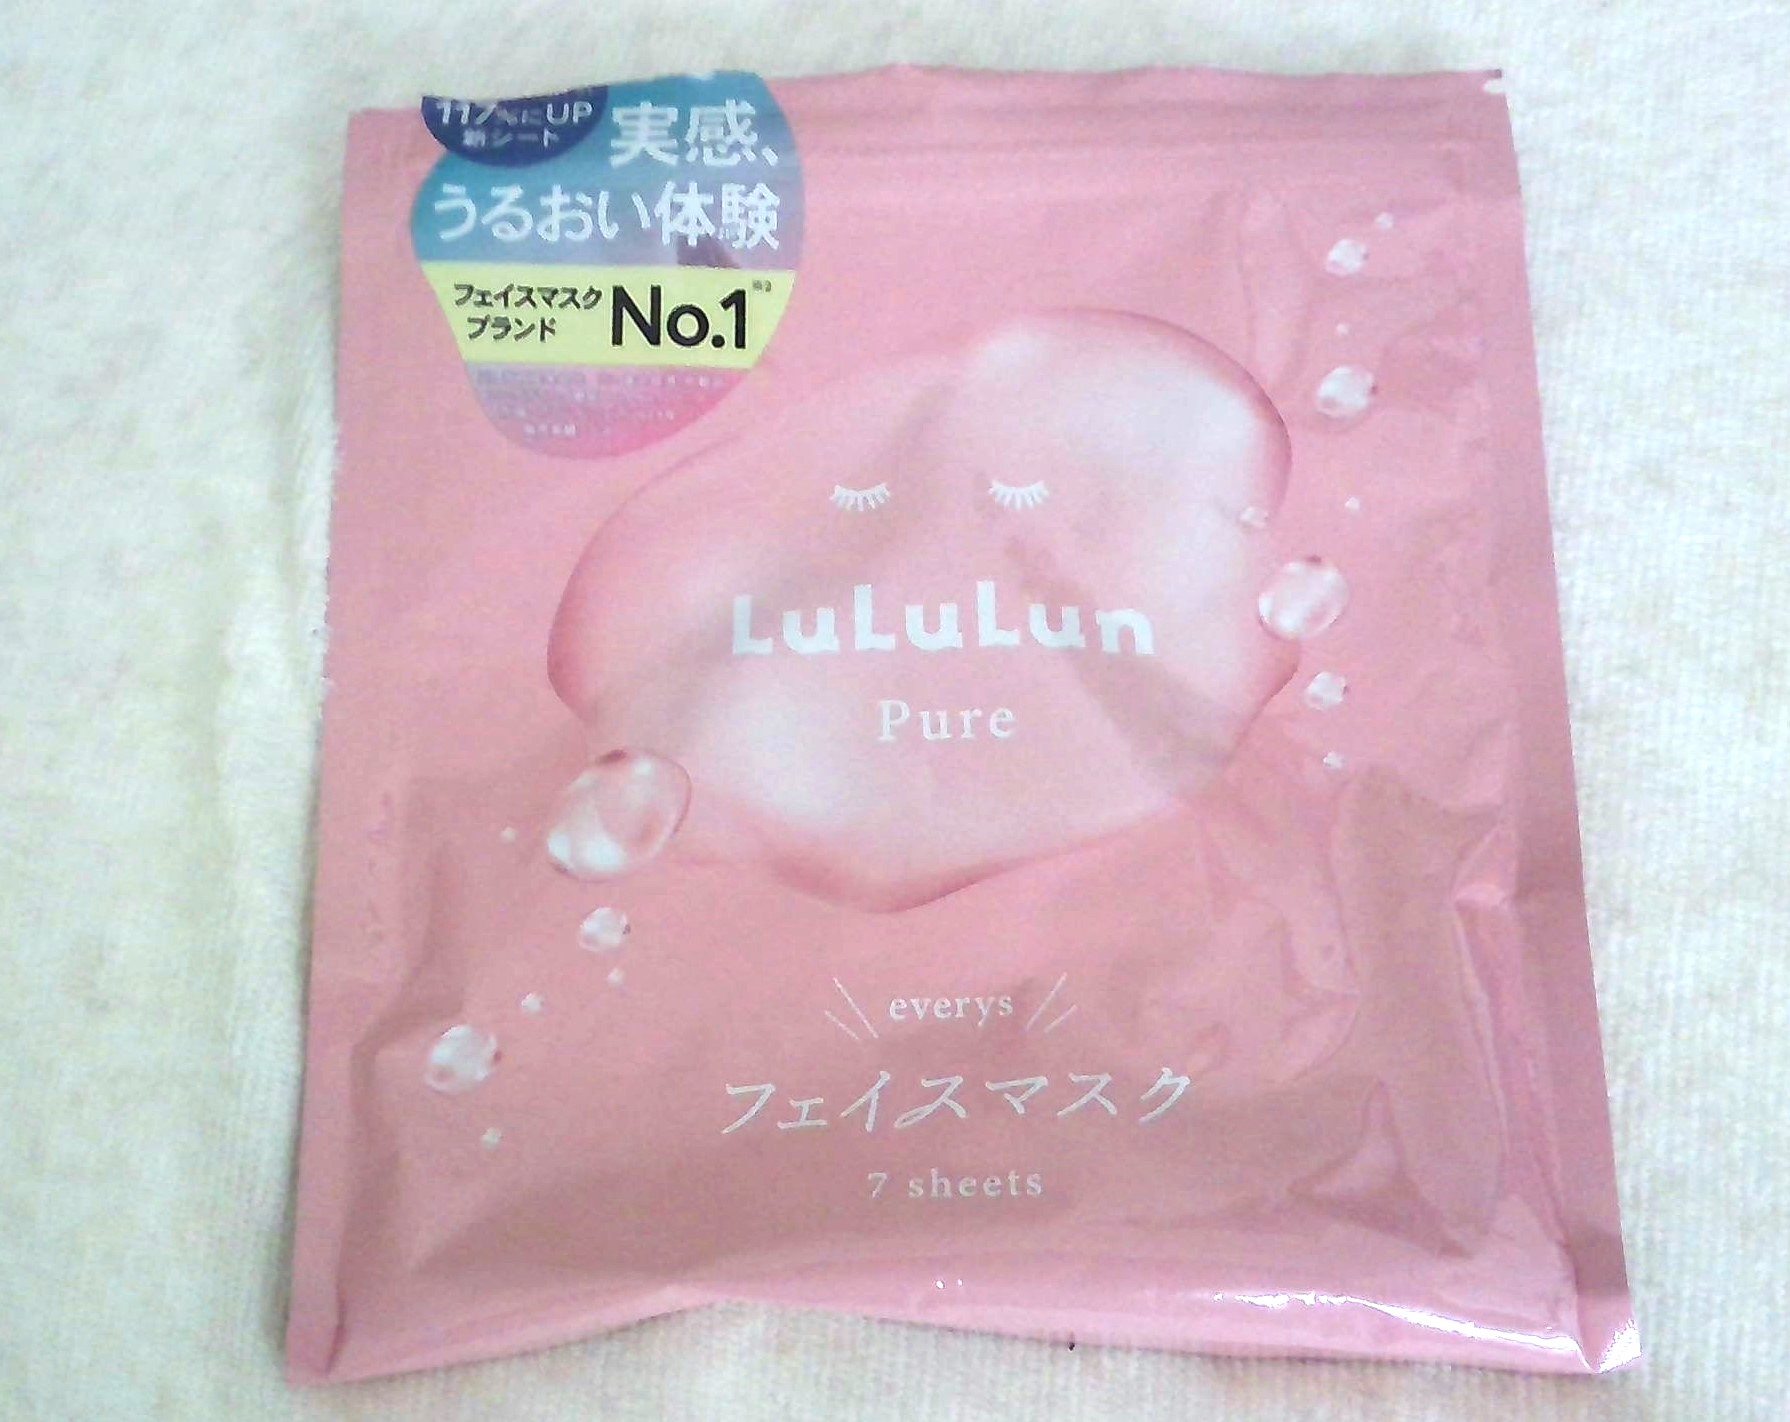 117%にUP
新シート
実感、
うるおい体験
フェイスマスク
ブランド
No.1
LuLuLun
Pure
everys
フェイスマスク
7 sheets